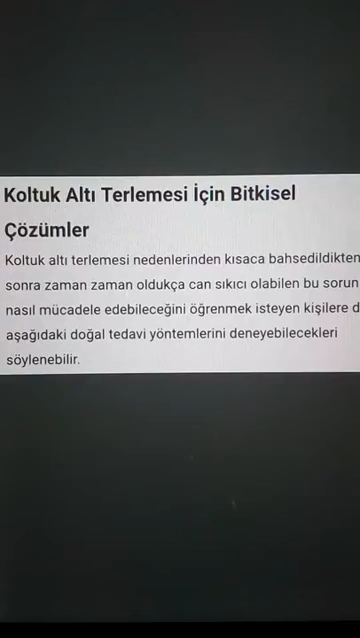 Koltuk Altı Terlemesi İçin Bitkisel
Çözümler
Koltuk altı terlemesi nedenlerinden kısaca bahsedildikten
sonra zaman zaman oldukça can sıkıcı olabilen bu sorun
nasıl mücadele edebileceğini öğrenmek isteyen kişilere d
aşağıdaki doğal tedavi yöntemlerini deneyebilecekleri
söylenebilir.